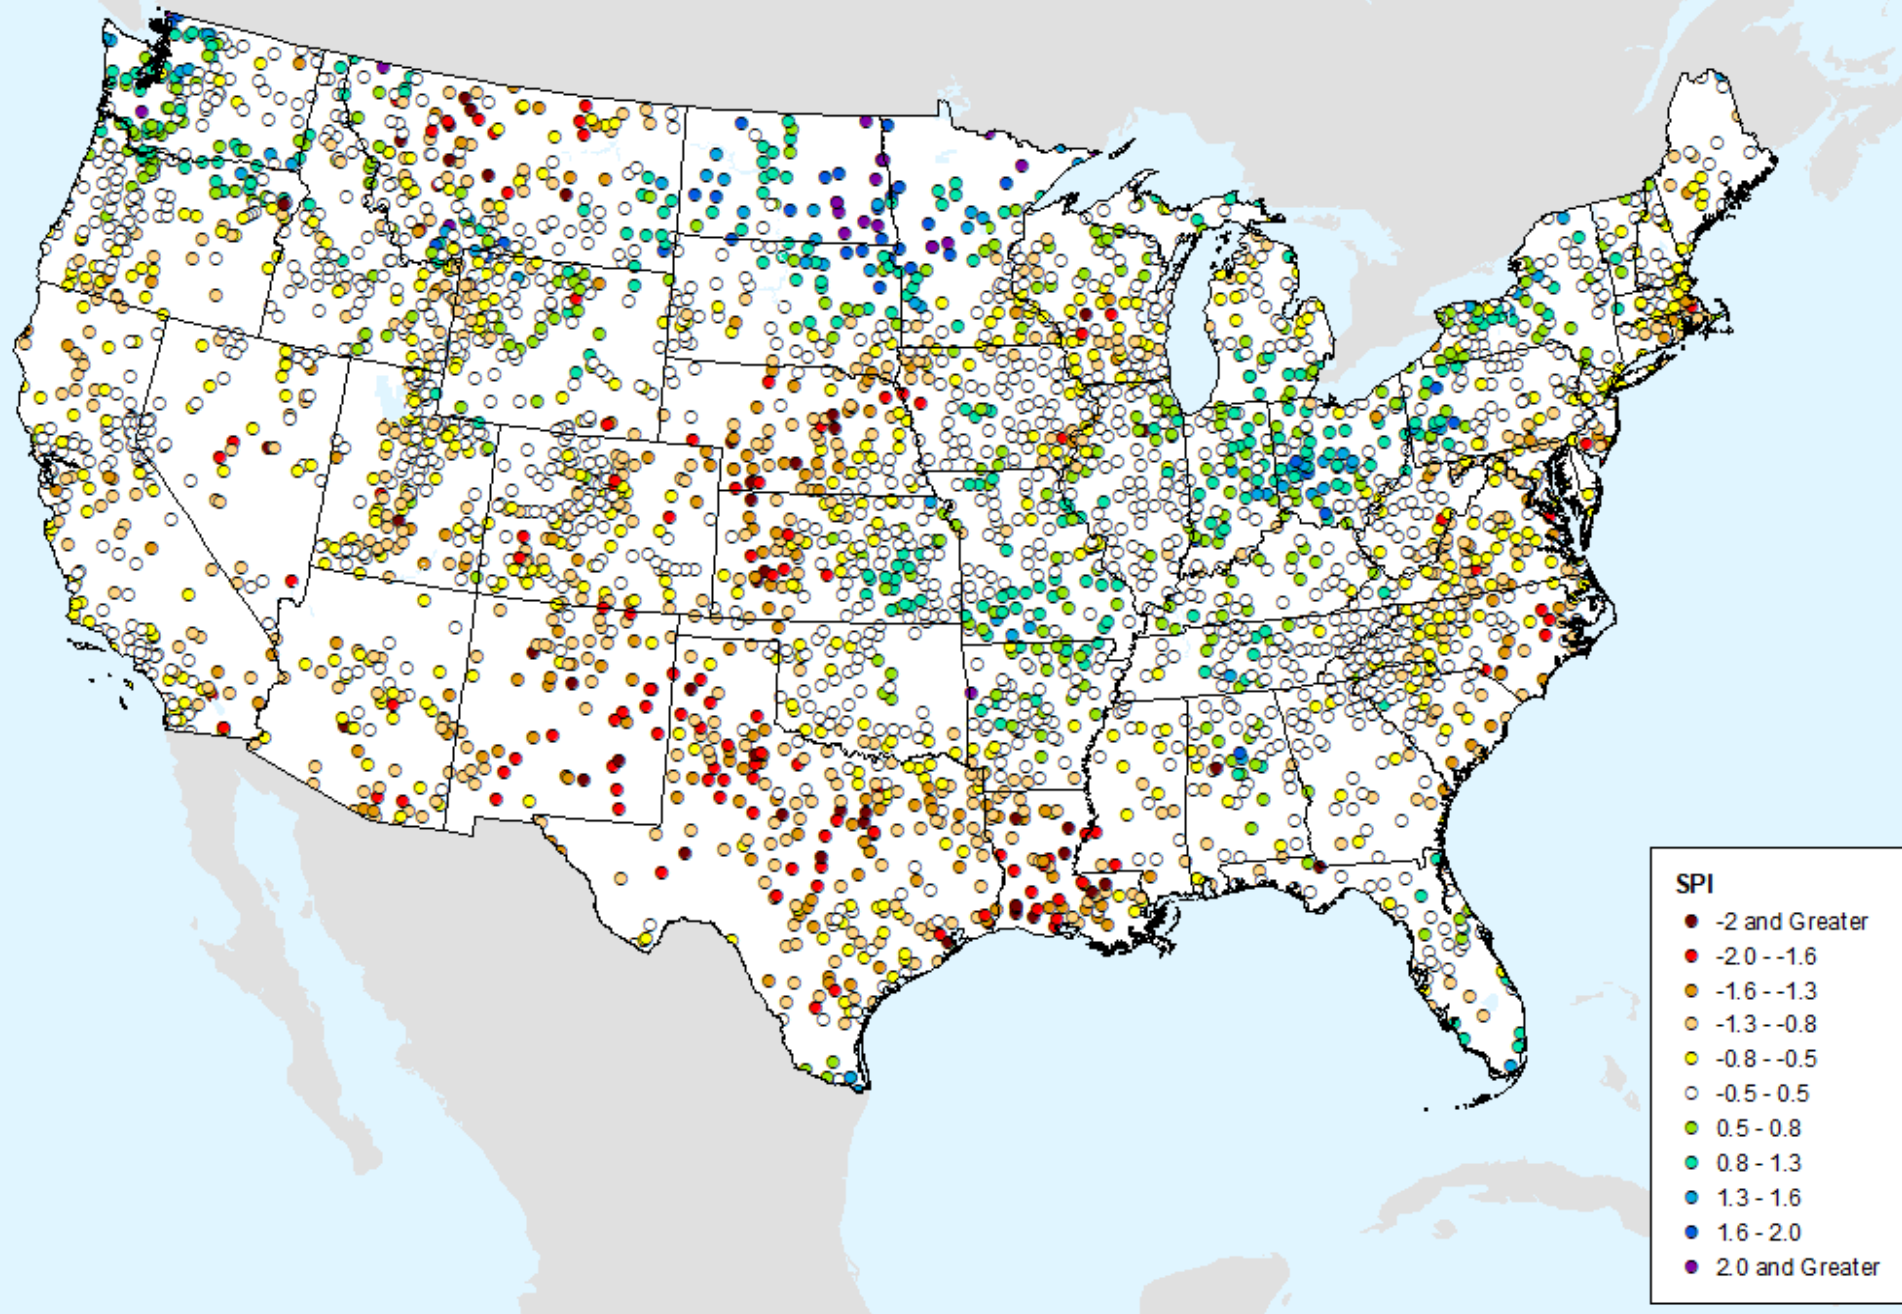 SPI
-2 and Greater
-2.0 - -1.6
-1.6 - -1.3
-1.3 - -0.8
-0.8 - -0.5
-0.5 - 0.5
0.5 - 0.8
0.8 - 1.3
1.3 - 1.6
1.6 - 2.0
2.0 and Greater